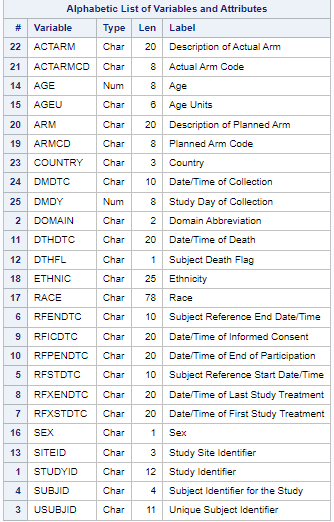 Alphabetic List of Variables and Attributes
# Variable Type Len Label
22 ACTARM Char 20 Description of Actual Arm
21 ACTARMCD Char 8 Actual Arm Code
14 AGE Num 8 Age
15 AGEU Char 6 Age Units
20 ARM Char 20 Description of Planned Arm
19 ARMCD Char 8 Planned Arm Code
23 COUNTRY Char 3 Country
24 DMDTC Char 10 Date/Time of Collection
25 DMDY Num 8 Study Day of Collection
2 DOMAIN Char 2 Domain Abbreviation
11 DTHDTC Char 20 Date/Time of Death
12 DTHFL Char 1 Subject Death Flag
18 ETHNIC Char 25 Ethnicity
17 RACE Char 78 Race
6 RFENDTC Char 10 Subject Reference End Date/Time
9 RFICDTC Char 20 Date/Time of Informed Consent
10 RFPENDTC Char 20 Date/Time of End of Participation
5 RFSTDTC Char 10 Subject Reference Start Date/Time
8 RFXENDTC Char 20 Date/Time of Last Study Treatment
7 RFXSTDTC Char 20 Date/Time of First Study Treatment
16 SEX Char 1 Sex
13 SITEID Char 3 Study Site Identifier
1 STUDYID Char 12 Study Identifier
4 SUBJID Char 4 Subject Identifier for the Study
3 USUBJID Char 11 Unique Subject Identifier